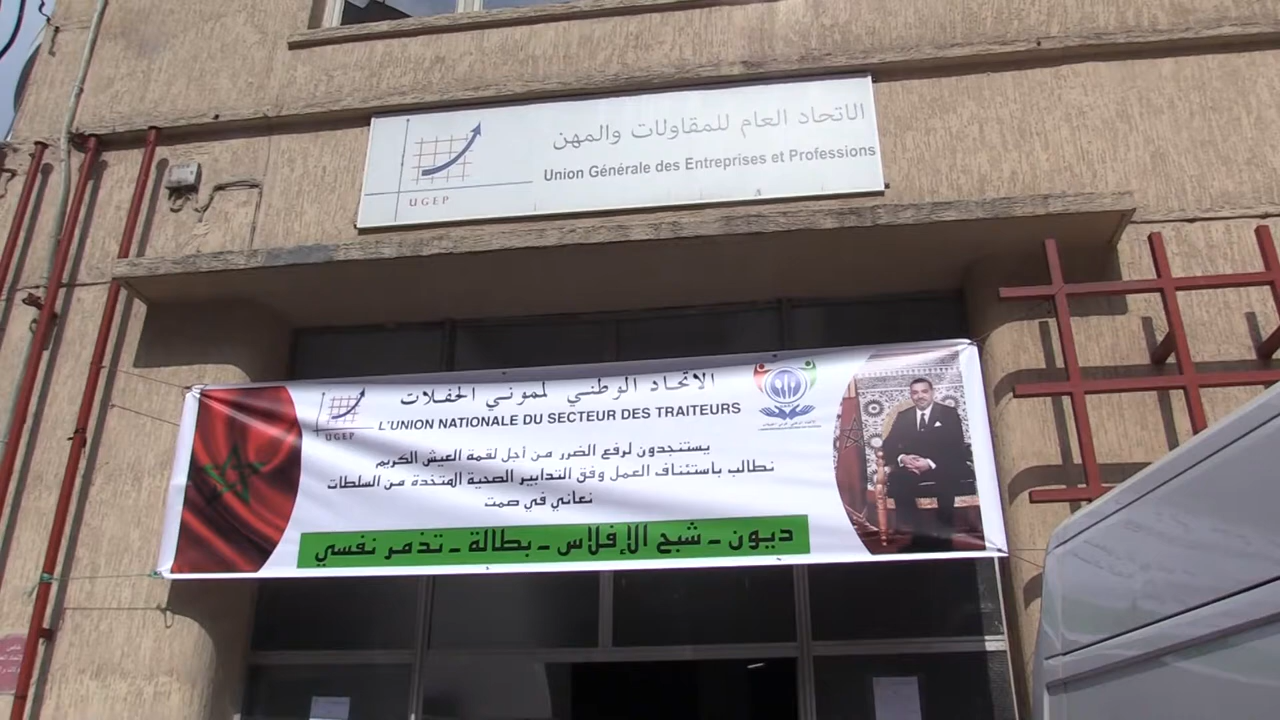 الاتحاد العام للمقاولات والمهن
Union Générale des Entreprises et Professions
UGEP
الاتحاد الوطني لمموني الحفلات
L'UNION NATIONALE DU SECTEUR DES TRAITEURS
UGEP
يستنجدون لرفع الضرر من أجل لقمة العيش الكريم
نطالب باستئناف العمل وفق التدابير الصحية المتخذة من السلطات
نعاني في صمت
ديون - شبح الإفلاس - بطالة - تذمر نفسي